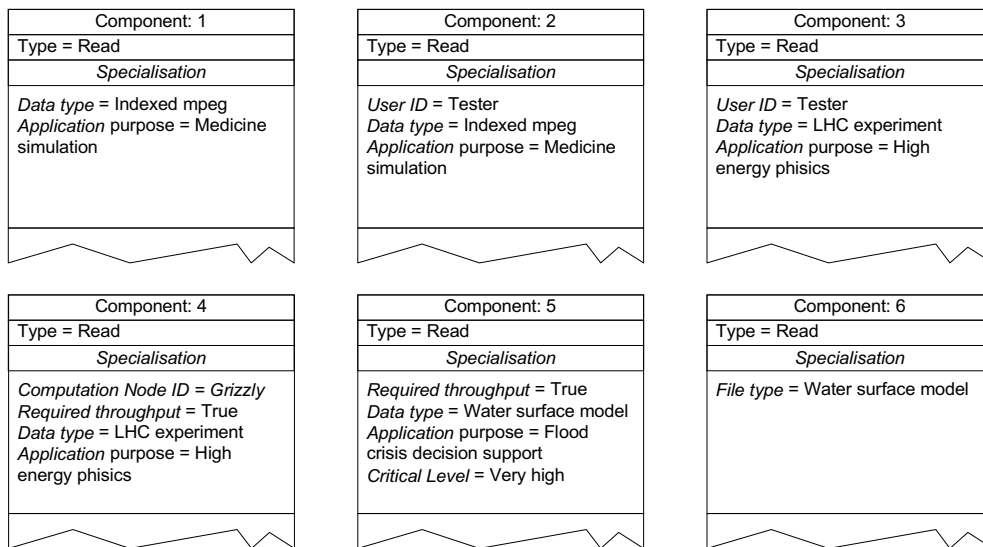 Component: 1
Type = Read
Specialisation
Data type = Indexed mpeg
Application purpose = Medicine
simulation
Component: 2
Type = Read
Specialisation
User ID = Tester
Data type = Indexed mpeg
Application purpose = Medicine
simulation
Component: 3
Type = Read
Specialisation
User ID = Tester
Data type = LHC experiment
Application purpose = High
energy phisics
Component: 4
Type = Read
Specialisation
Computation Node ID = Grizzly
Required throughput = True
Data type = LHC experiment
Application purpose = High
energy phisics
Component: 5
Type = Read
Specialisation
Required throughput = True
Data type = Water surface model
Application purpose = Flood
crisis decision support
Critical Level = Very high
Component: 6
Type = Read
Specialisation
File type = Water surface model